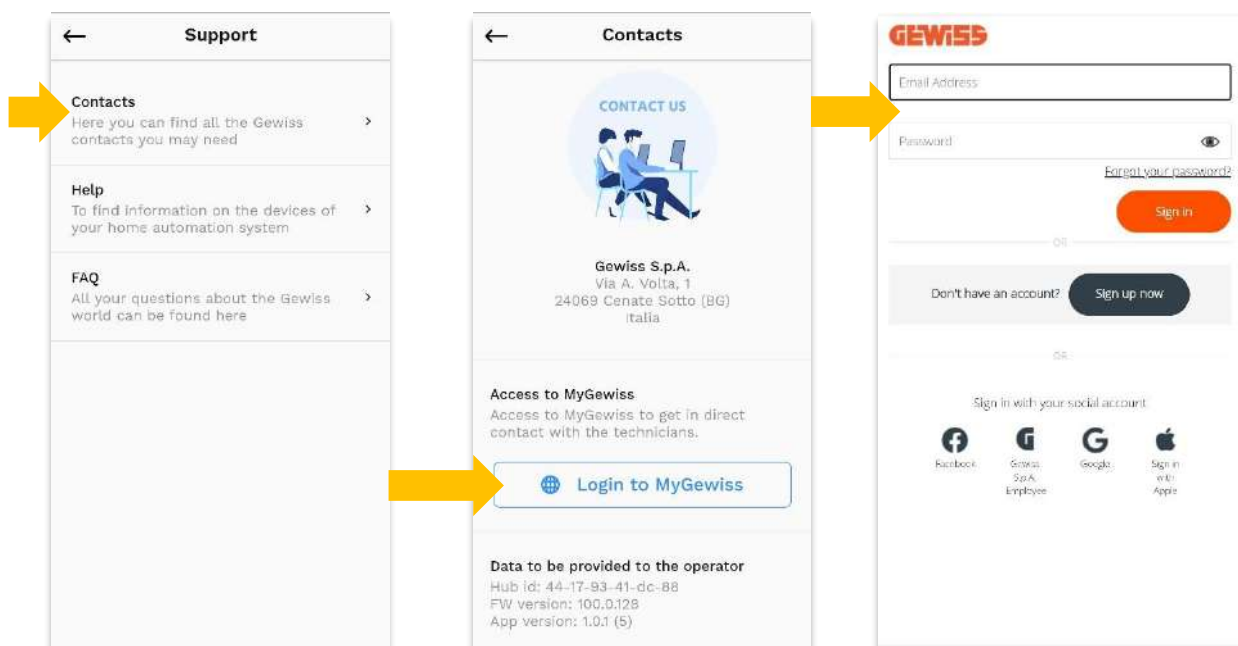 Support
Contacts
Here you can find all the Gewiss
contacts you may need
Help
To find information on the devices of
your home automation system
FAQ
All your questions about the Gewiss
world can be found here
Contacts
CONTACT US
Gewiss S.p.A.
Via A. Volta, 1
24069 Cenate Sotto (BG)
Italia
Access to MyGewiss
Access to MyGewiss to get in direct
contact with the technicians.
Login to MyGewiss
Data to be provided to the operator
Hub id: 44-17-93-41-dc-88
FW version: 100.0.128
App version: 1.0.1 (5)
GEWISS
Email Address
Password
Forgot your password?
Sign in
OR
Don't have an account?
Sign up now
OR
Sign in with your social account
Facebook
Gewiss
S.p.A.
Employee
Google
Sign in
with
Apple